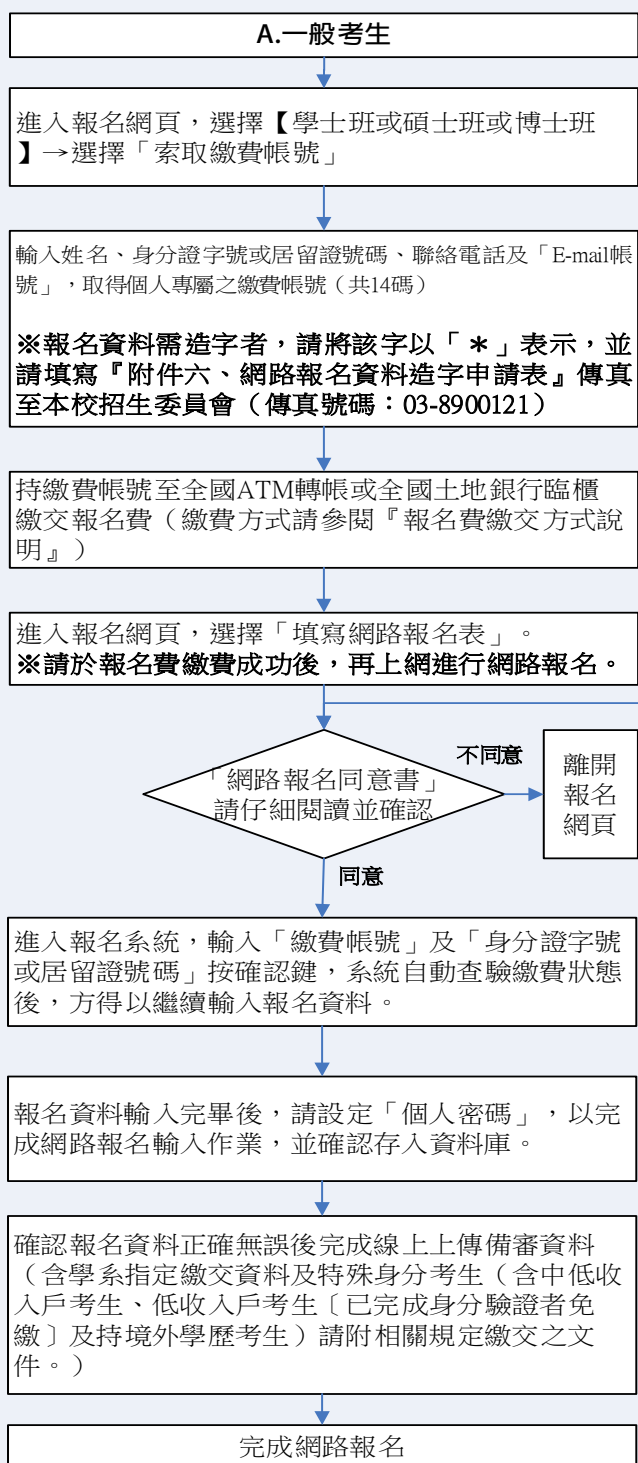 A.一般考生
進入報名網頁，選擇【學士班或碩士班或博士班
】→選擇「索取繳費帳號」
輸入姓名、身分證字號或居留證號碼、聯絡電話及「E-mail帳
號」，取得個人專屬之繳費帳號（共14碼）
※報名資料需造字者，請將該字以「＊」表示，並
請填寫『附件六、網路報名資料造字申請表』傳真
至本校招生委員會（傳真號碼：03-8900121）
持繳費帳號至全國ATM轉帳或全國土地銀行臨櫃
繳交報名費（繳費方式請參閱『報名費繳交方式說
明』）
進入報名網頁，選擇「填寫網路報名表」。
※請於報名費繳費成功後，再上網進行網路報名。
「網路報名同意書」
請仔細閱讀並確認
不同意
離開
報名
網頁
同意
進入報名系統，輸入「繳費帳號」及「身分證字號
或居留證號碼」按確認鍵，系統自動查驗繳費狀態
後，方得以繼續輸入報名資料。
報名資料輸入完畢後，請設定「個人密碼」，以完
成網路報名輸入作業，並確認存入資料庫。
確認報名資料正確無誤後完成線上上傳備審資料
（含學系指定繳交資料及特殊身分考生（含中低收
入戶考生、低收入戶考生〔已完成身分驗證者免
繳〕及持境外學歷考生）請附相關規定繳交之文
件。）
完成網路報名